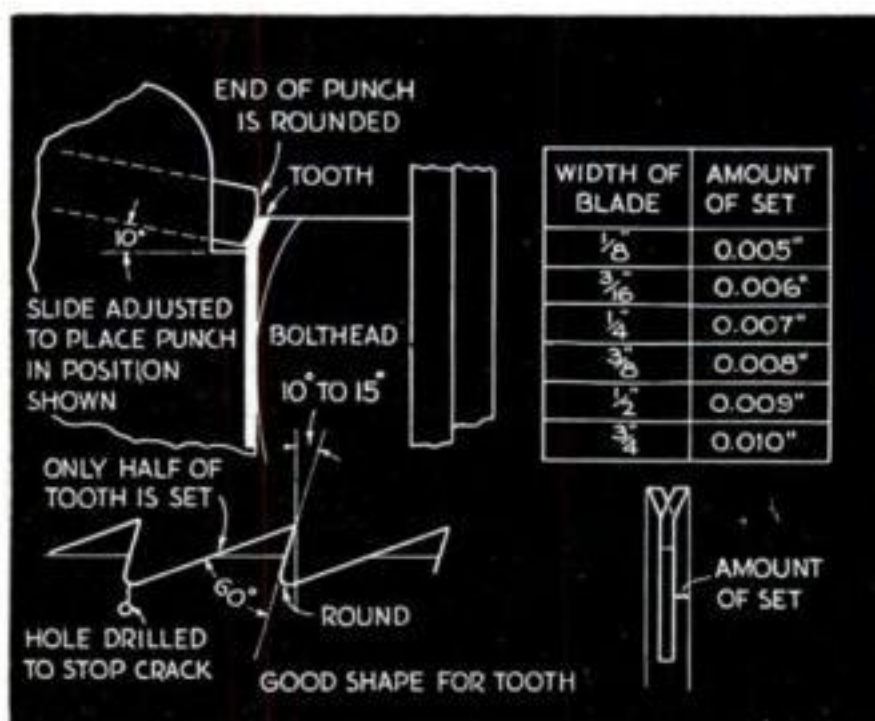 END OF PUNCH
IS ROUNDED
TOOTH
10°
SLIDE ADJUSTED
TO PLACE PUNCH
IN POSITION
SHOWN
BOLTHEAD
10° TO 15°
ONLY HALF OF
TOOTH IS SET
60°
ROUND
HOLE DRILLED
TO STOP CRACK
GOOD SHAPE FOR TOOTH
WIDTH OF BLADE AMOUNT OF SET
1/8" 0.005"
3/16" 0.006"
1/4" 0.007"
3/8" 0.008"
1/2" 0.009"
3/4" 0.010"
AMOUNT
OF SET